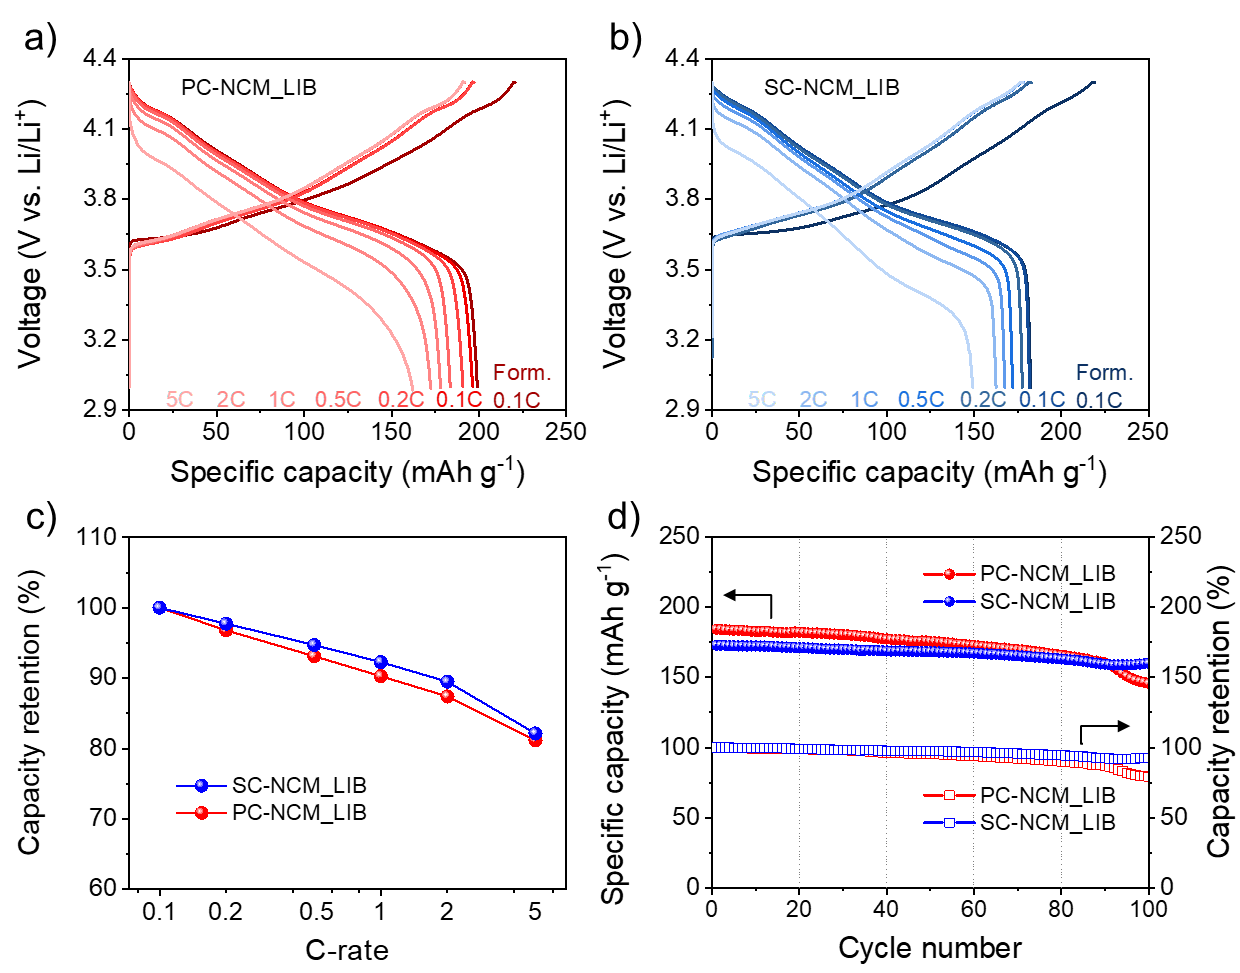 a)
PC-NCM_LIB
Voltage (V vs. Li/Li⁺)
4.4
4.1
3.8
3.5
3.2
2.9
Form.
5C 2C 1C 0.5C 0.2C 0.1C 0.1C
0 50 100 150 200 250
Specific capacity (mAh g⁻¹)
b)
SC-NCM_LIB
Voltage (V vs. Li/Li⁺)
4.4
4.1
3.8
3.5
3.2
2.9
Form.
5C 2C 1C 0.5C 0.2C 0.1C 0.1C
0 50 100 150 200 250
Specific capacity (mAh g⁻¹)
c)
Capacity retention (%)
110
100
90
80
70
60
SC-NCM_LIB
PC-NCM_LIB
0.1 0.2 0.5 1 2 5
C-rate
d)
Specific capacity (mAh g⁻¹)
250
200
150
100
50
0
PC-NCM_LIB
SC-NCM_LIB
PC-NCM_LIB
SC-NCM_LIB
250
200
150
100
50
0
Capacity retention (%)
0 20 40 60 80 100
Cycle number